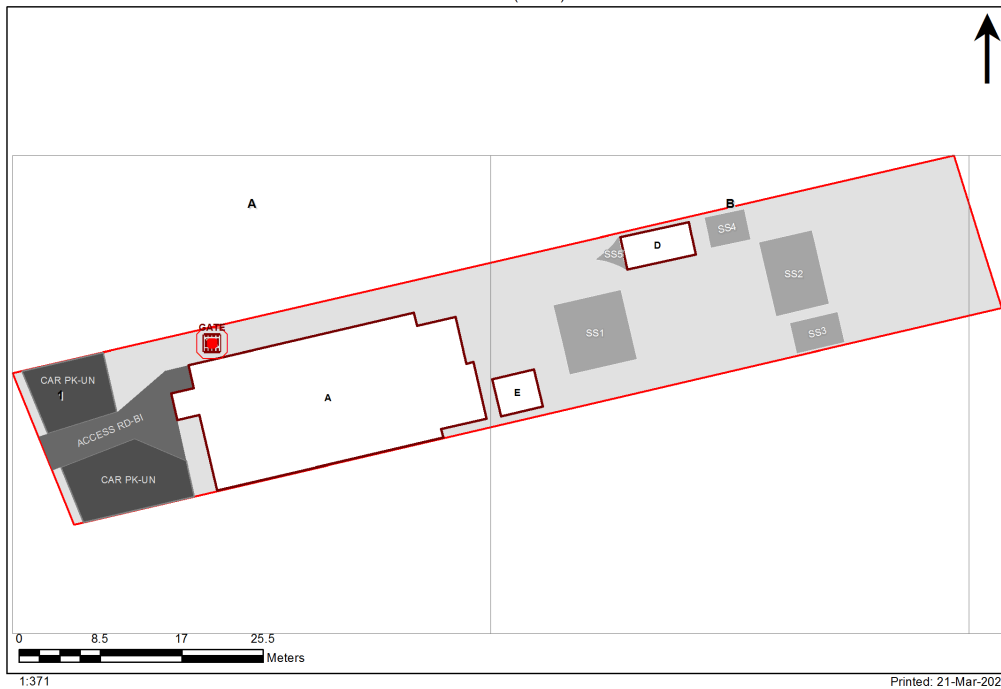 A
B
D
SS4
SS5
SS2
SS1
SS3
GATE
CAR PK-UN
1
A
E
ACCESS RD-BI
CAR PK-UN
0 8.5 17 25.5
Meters
1:371
Printed: 21-Mar-202